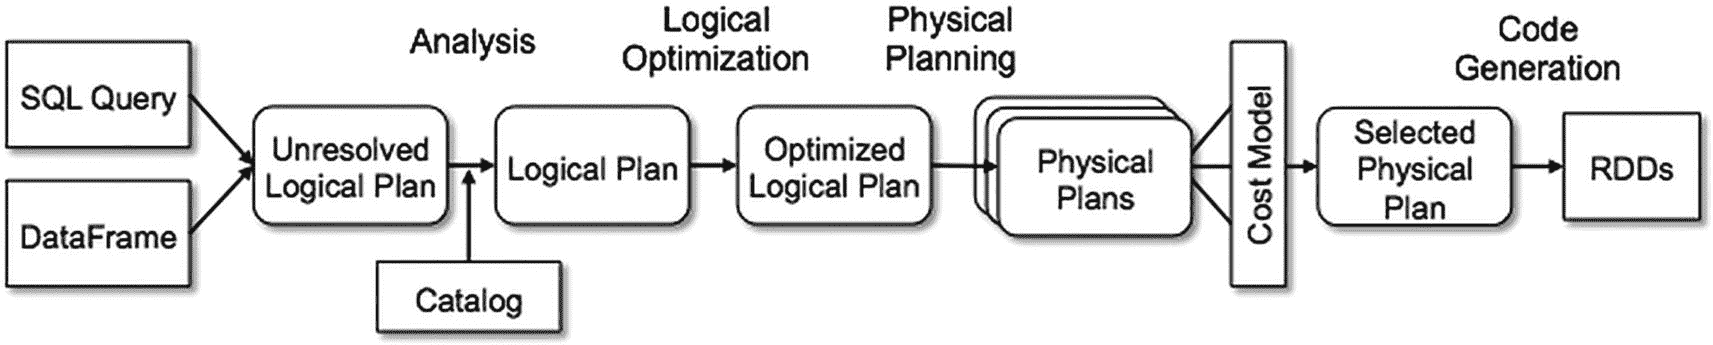 Analysis
Logical
Optimization
Physical
Planning
Code
Generation
SQL Query
DataFrame
Unresolved
Logical Plan
Catalog
Logical Plan
Optimized
Logical Plan
Physical
Plans
Cost Model
Selected
Physical
Plan
RDDs